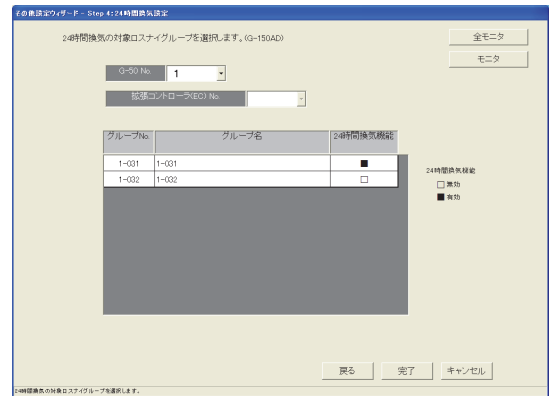 その他設定ウィザード - Step 4:24時間換気設定
24時間換気の対象ロスナイグループを選択します。(G-150AD)
全モニタ
モニタ
G-50 No. 1
拡張コントローラ(EC) No.
グループNo. グループ名 24時間換気機能
1-031 1-031 ■
1-032 1-032 □
24時間換気機能
□ 無効
■ 有効
戻る 完了 キャンセル
24時間換気の対象ロスナイグループを選択します。